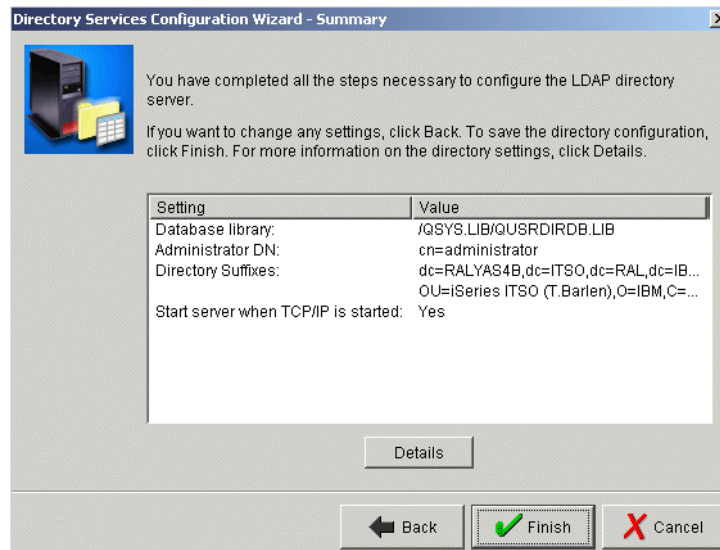 Directory Services Configuration Wizard - Summary
You have completed all the steps necessary to configure the LDAP directory
server.
If you want to change any settings, click Back. To save the directory configuration,
click Finish. For more information on the directory settings, click Details.
Setting Value
Database library: /QSYS.LIB/QUSRDIRDB.LIB
Administrator DN: cn=administrator
Directory Suffixes: dc=RALYAS4B,dc=ITSO,dc=RAL,dc=IB...
OU=iSeries ITSO (T.Barlen),O=IBM,C=...
Start server when TCP/IP is started: Yes
Details
Back Finish Cancel